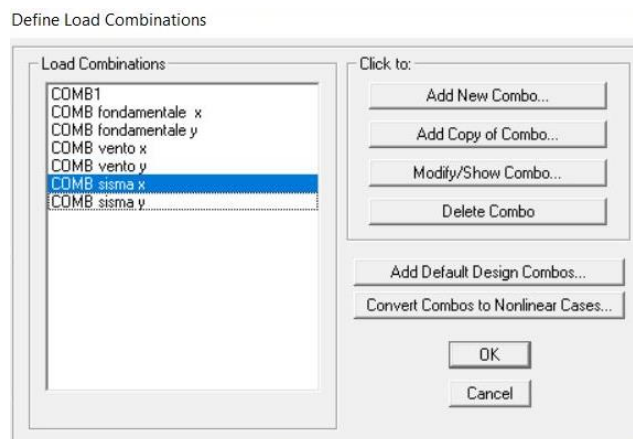 Define Load Combinations
Load Combinations
COMB1
COMB fondamentale x
COMB fondamentale y
COMB vento x
COMB vento y
COMB sisma x
COMB sisma y
Click to:
Add New Combo...
Add Copy of Combo...
Modify/Show Combo...
Delete Combo
Add Default Design Combos...
Convert Combos to Nonlinear Cases...
OK
Cancel